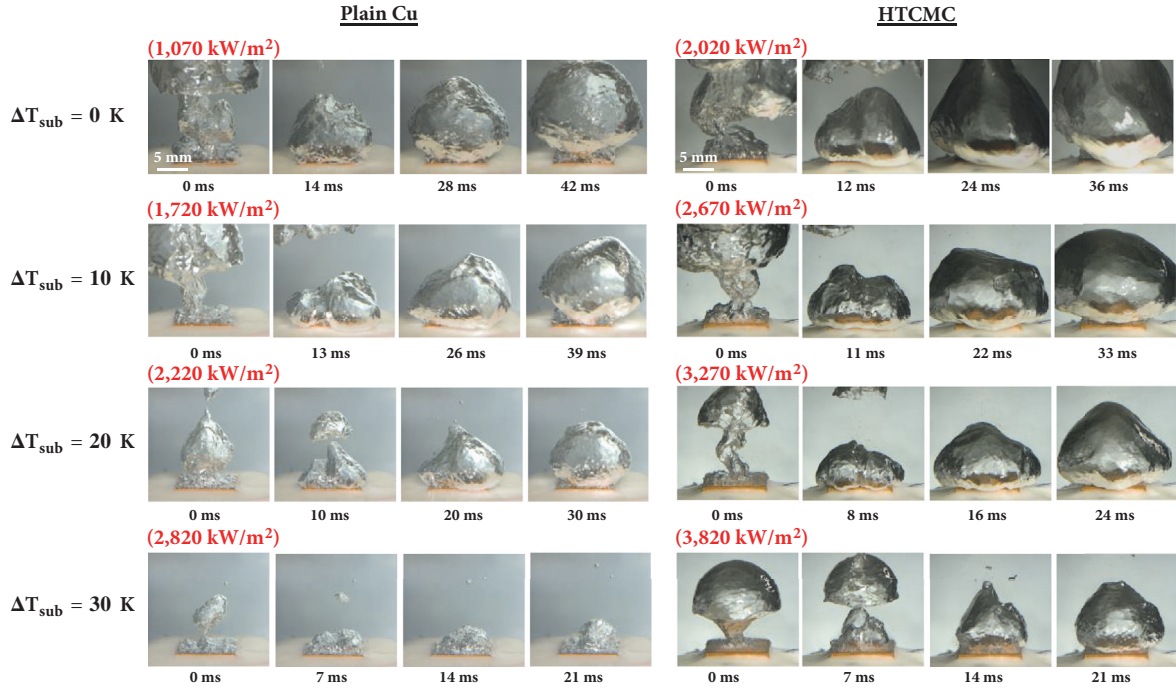 Plain Cu
HTCMC
(1,070 kW/m²)
(2,020 kW/m²)
ΔTsub = 0 K
5 mm
5 mm
0 ms 14 ms 28 ms 42 ms
0 ms 12 ms 24 ms 36 ms
(1,720 kW/m²)
(2,670 kW/m²)
ΔTsub = 10 K
0 ms 13 ms 26 ms 39 ms
0 ms 11 ms 22 ms 33 ms
(2,220 kW/m²)
(3,270 kW/m²)
ΔTsub = 20 K
0 ms 10 ms 20 ms 30 ms
0 ms 8 ms 16 ms 24 ms
(2,820 kW/m²)
(3,820 kW/m²)
ΔTsub = 30 K
0 ms 7 ms 14 ms 21 ms
0 ms 7 ms 14 ms 21 ms